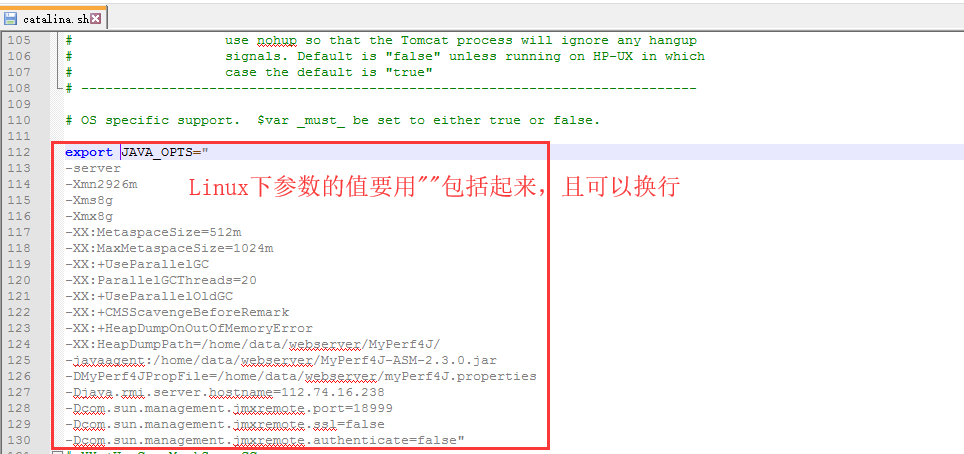 catalina.sh
105 # use nohup so that the Tomcat process will ignore any hangup
106 # signals. Default is "false" unless running on HP-UX in which
107 # case the default is "true"
108 # -----------------------------------------------------------------------------
109
110 # OS specific support.  $var _must_ be set to either true or false.
111
112 export JAVA_OPTS="
113 -server
114 -Xmn2926m
Linux下参数的值要用""包括起来，且可以换行
115 -Xms8g
116 -Xmx8g
117 -XX:MetaspaceSize=512m
118 -XX:MaxMetaspaceSize=1024m
119 -XX:+UseParallelGC
120 -XX:ParallelGCThreads=20
121 -XX:+UseParallelOldGC
122 -XX:+CMSScavengeBeforeRemark
123 -XX:+HeapDumpOnOutOfMemoryError
124 -XX:HeapDumpPath=/home/data/webserver/MyPerf4J/
125 -javaagent:/home/data/webserver/MyPerf4J-ASM-2.3.0.jar
126 -DMyPerf4JPropFile=/home/data/webserver/myPerf4J.properties
127 -Djava.rmi.server.hostname=112.74.16.238
128 -Dcom.sun.management.jmxremote.port=18999
129 -Dcom.sun.management.jmxremote.ssl=false
130 -Dcom.sun.management.jmxremote.authenticate=false"